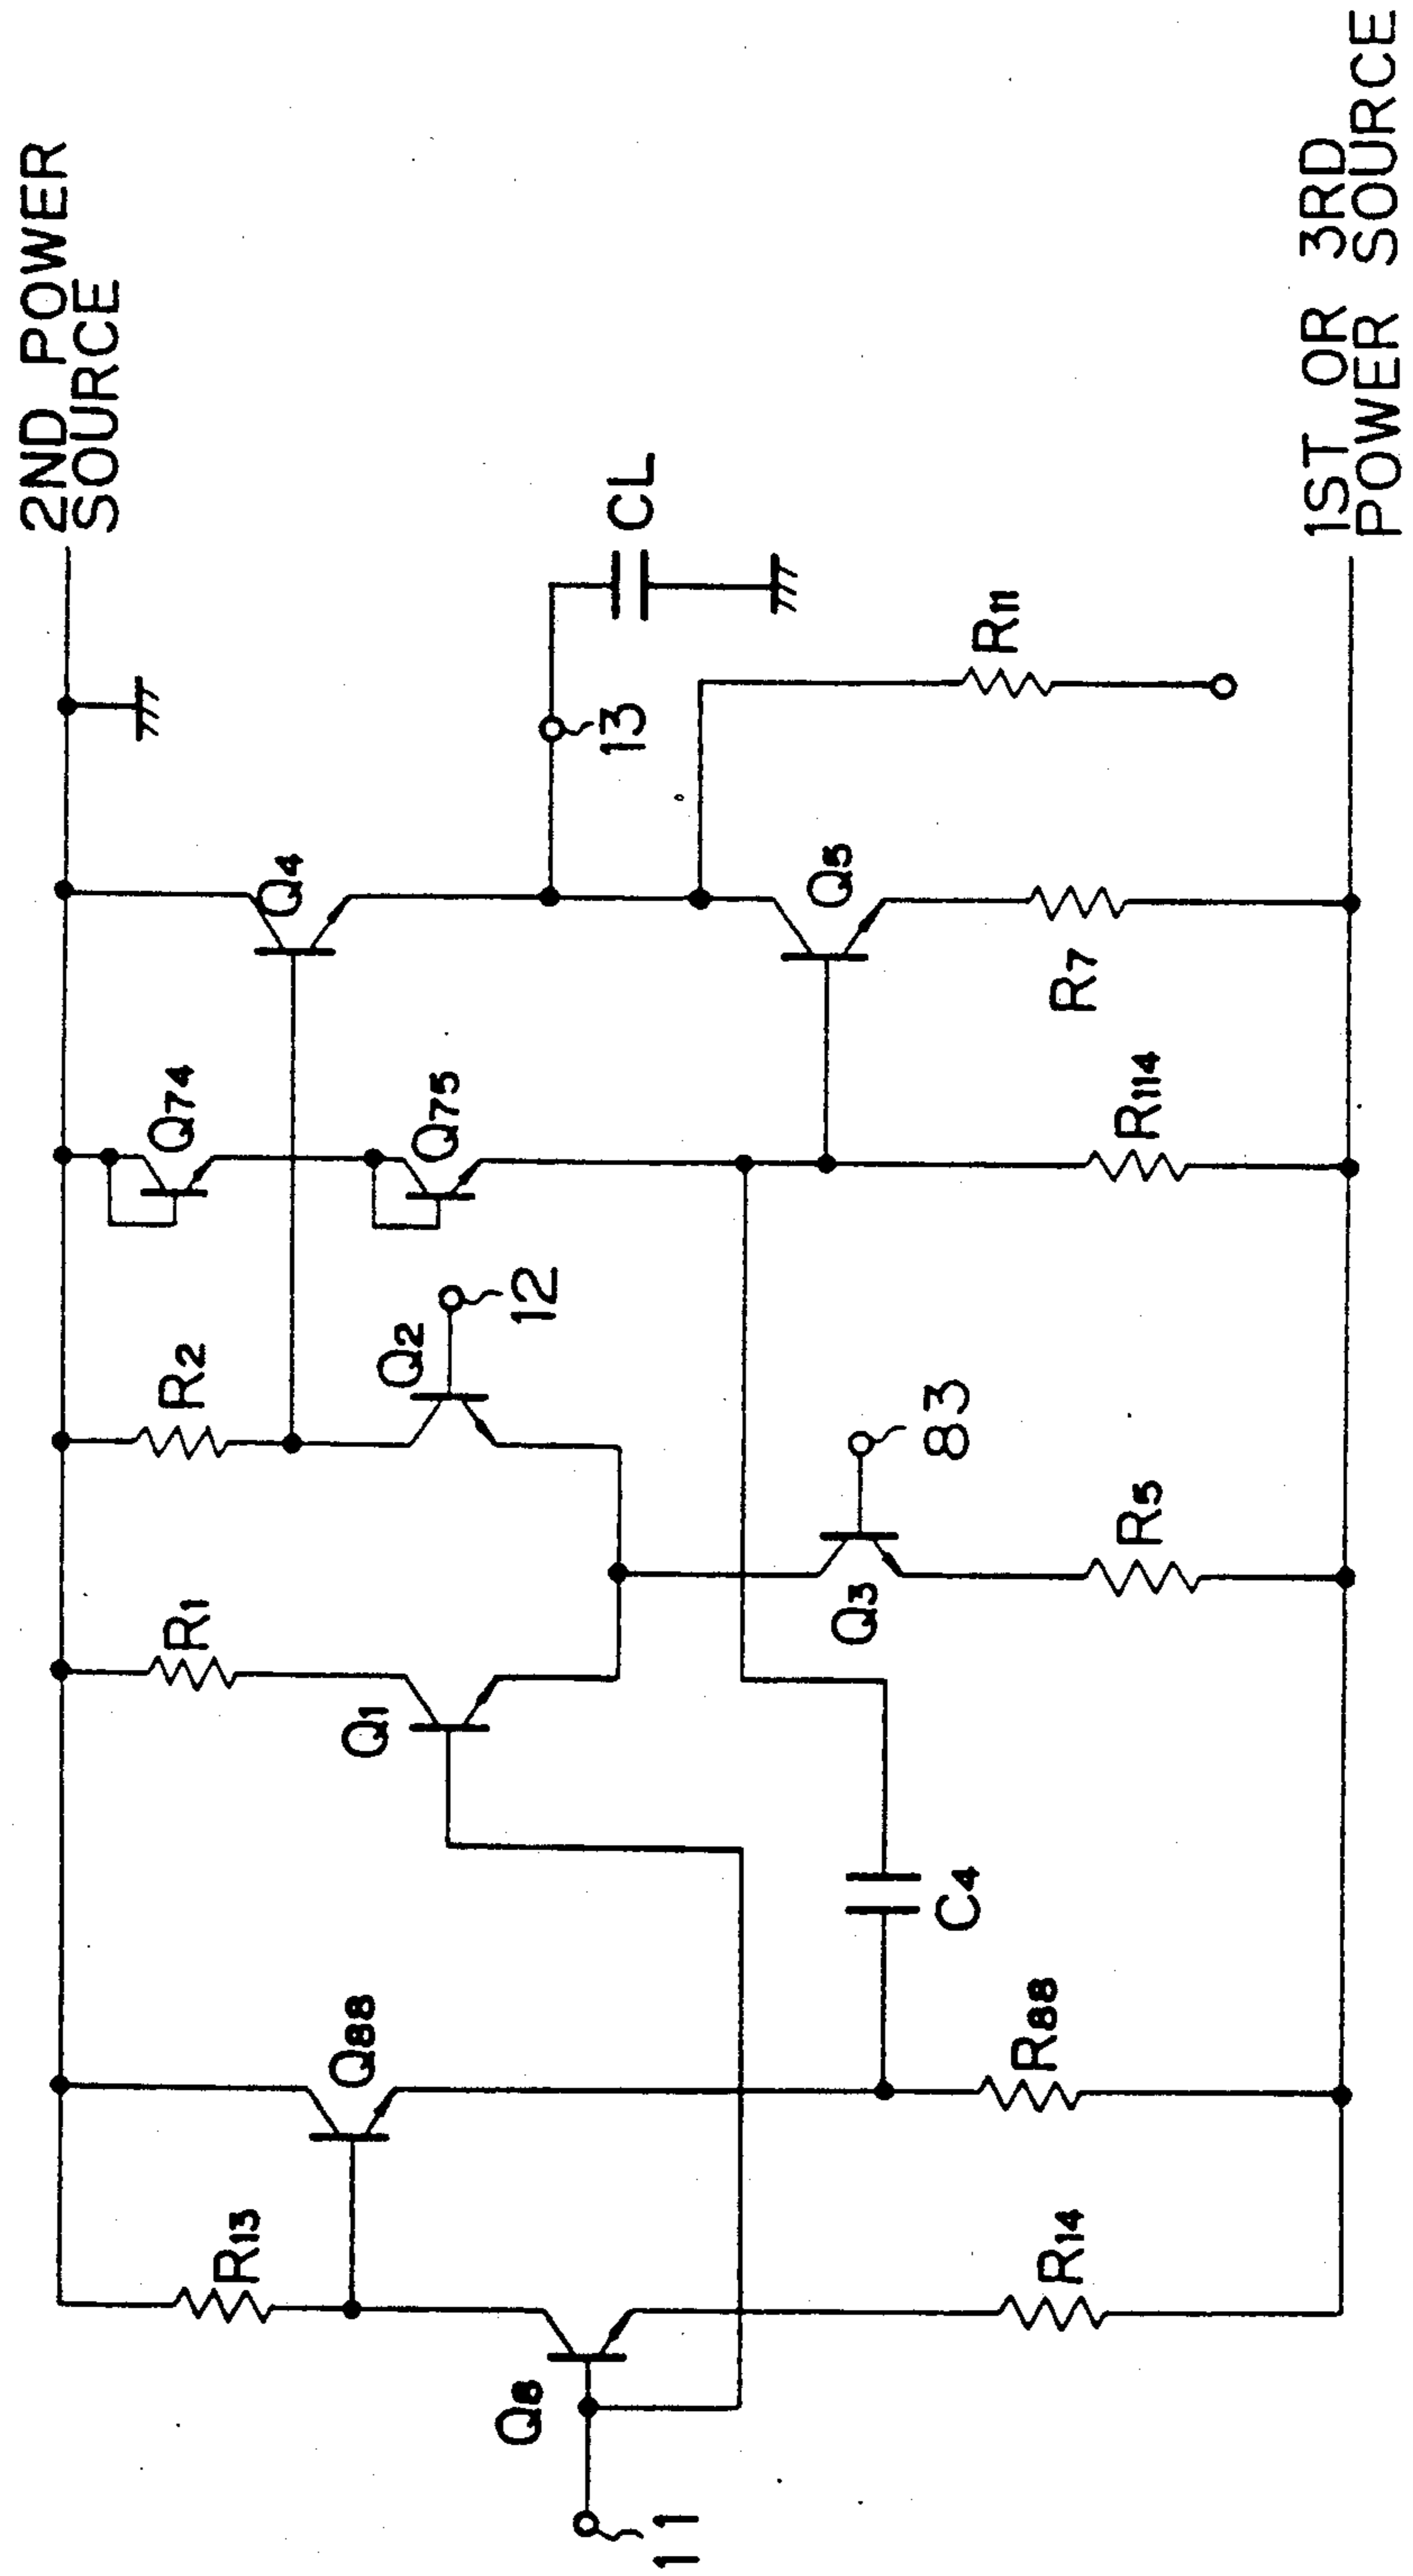 2ND POWER
SOURCE
R13
Q88
R1
R2
Q74
Q4
Q1
Q2
Q75
CL
12
13
Q8
11
Q3
83
Q5
C4
R11
R14
R88
R5
R114
R7
1ST OR 3RD
POWER SOURCE